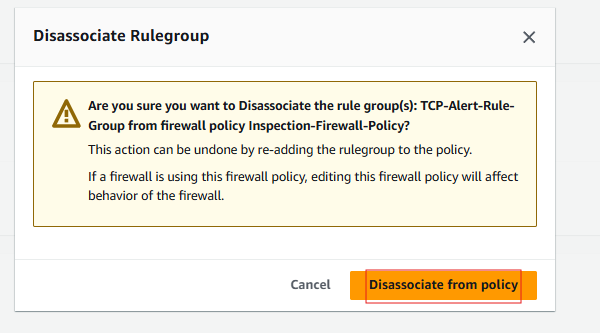 Disassociate Rulegroup
Are you sure you want to Disassociate the rule group(s): TCP-Alert-Rule-
Group from firewall policy Inspection-Firewall-Policy?
This action can be undone by re-adding the rulegroup to the policy.
If a firewall is using this firewall policy, editing this firewall policy will affect
behavior of the firewall.
Cancel
Disassociate from policy